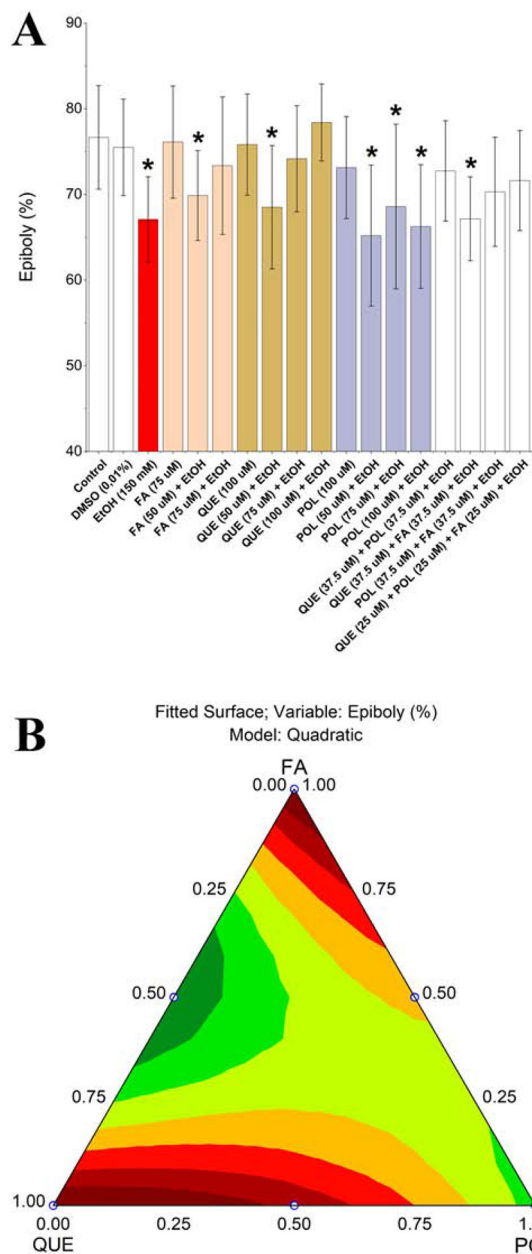 A
90
80
70
60
50
40
Epiboly (%)
* * * * * * *
Control
DMSO (0,01%)
EtOH (150 mM)
FA (75 uM)
FA (50 uM) + EtOH
FA (75 uM) + EtOH
QUE (100 uM)
QUE (50 uM) + EtOH
QUE (75 uM) + EtOH
QUE (100 uM) + EtOH
POL (100 uM)
POL (50 uM) + EtOH
POL (75 uM) + EtOH
POL (100 uM) + EtOH
QUE (37.5 uM) + POL (37.5 uM) + EtOH
QUE (37.5 uM) + FA (37.5 uM) + EtOH
POL (37.5 uM) + FA (37.5 uM) + EtOH
QUE (25 uM) + POL (25 uM) + FA (25 uM) + EtOH
B
Fitted Surface; Variable: Epiboly (%)
Model: Quadratic
FA
0.00 1.00
0.25 0.75
0.50 0.50
0.75 0.25
1.00
0.00 0.25 0.50 0.75 1.
QUE